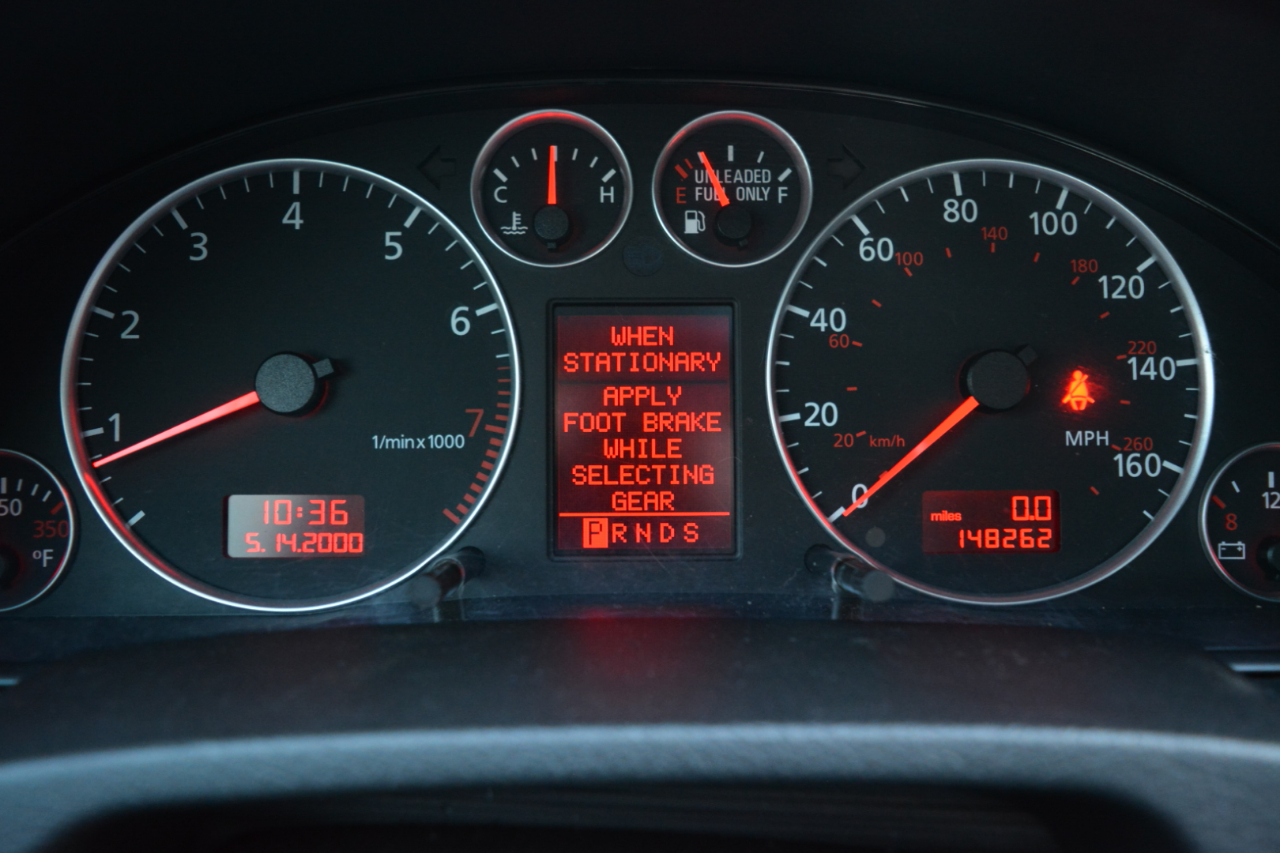 1
2
3
4
5
6
7
1/min x 1000
10:36
5.14.2000
50
350
°F
C
H
UNLEADED
FUEL ONLY
E
F
WHEN
STATIONARY
APPLY
FOOT BRAKE
WHILE
SELECTING
GEAR
P R N D S
0
20
40
60
80
100
120
140
160
20 km/h
60
100
140
180
220
260
MPH
miles
0.0
148262
8
12